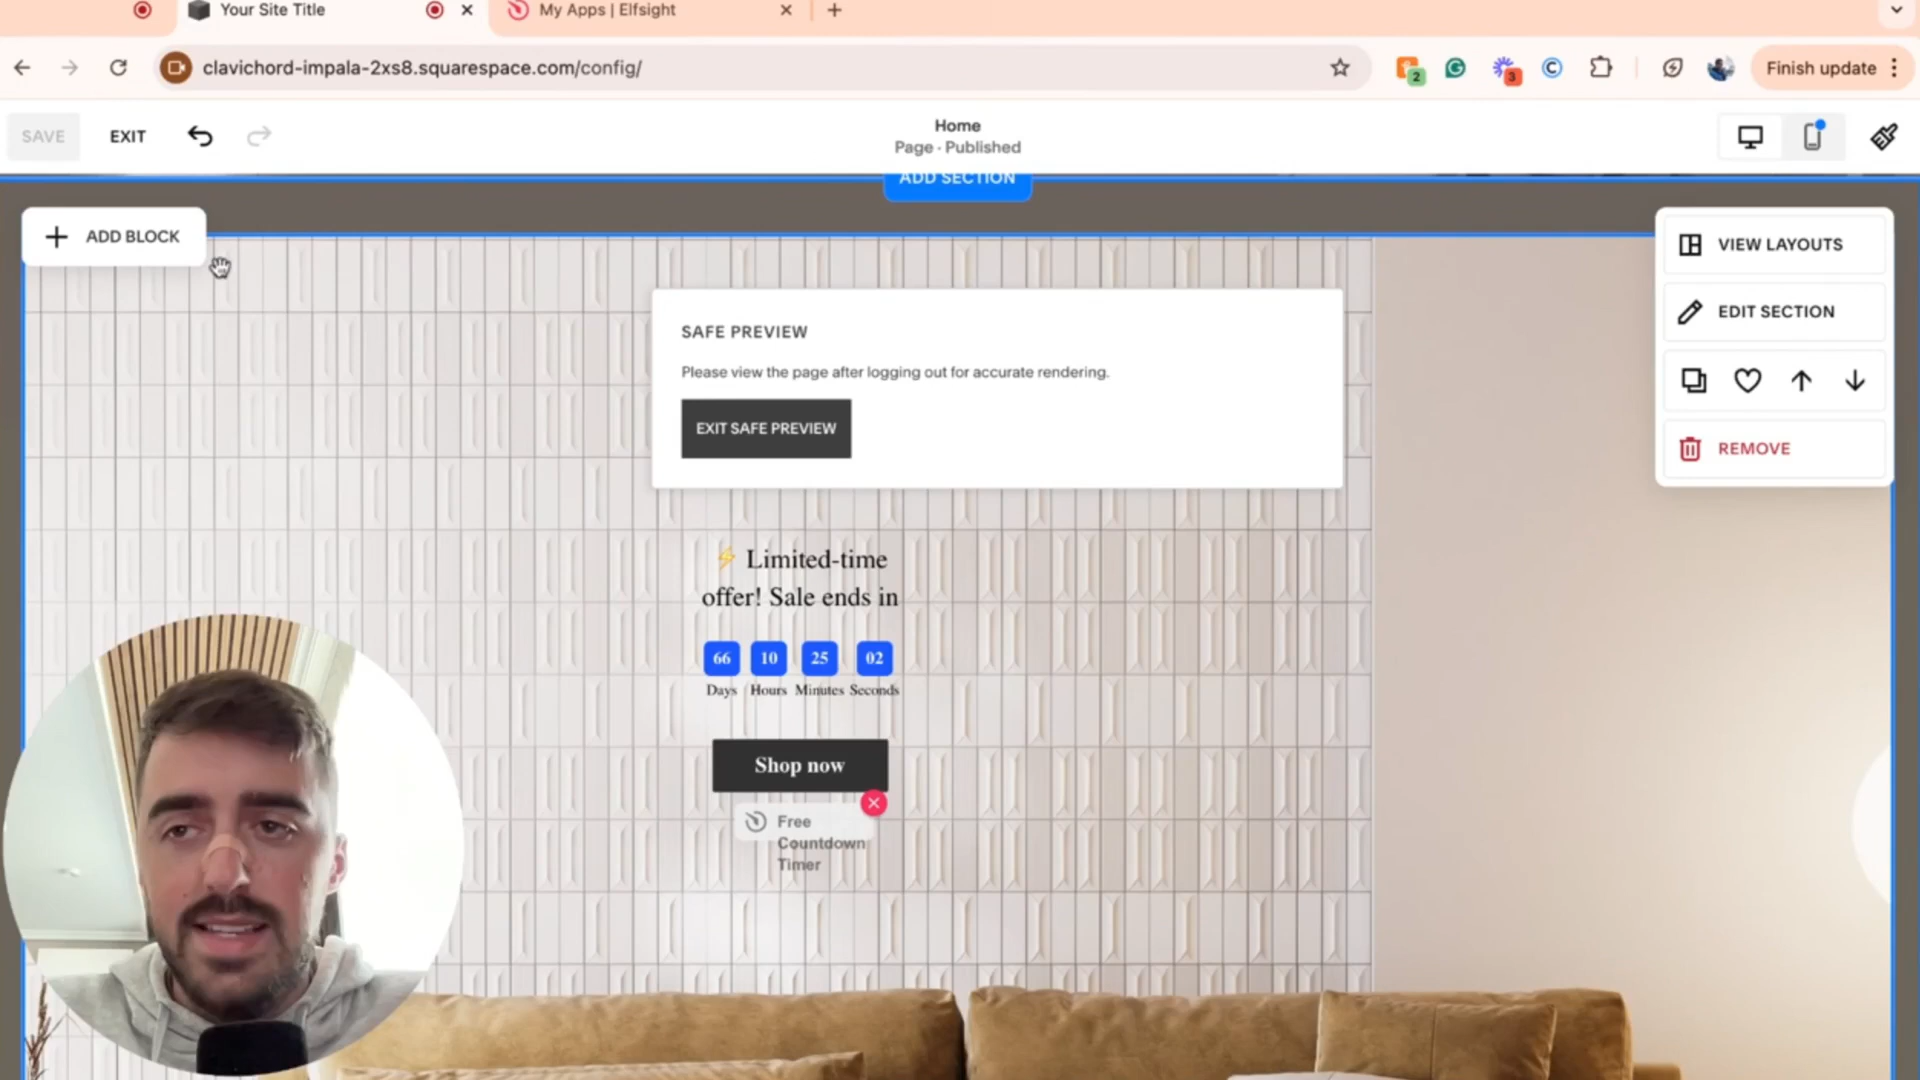 Your Site Title
My Apps | Elfsight
clavichord-impala-2xs8.squarespace.com/config/
2
3
Finish update
SAVE
EXIT
Home
Page · Published
ADD SECTION
ADD BLOCK
VIEW LAYOUTS
EDIT SECTION
REMOVE
SAFE PREVIEW
Please view the page after logging out for accurate rendering.
EXIT SAFE PREVIEW
⚡ Limited-time
offer! Sale ends in
66 10 25 02
Days Hours Minutes Seconds
Shop now
Free
Countdown
Timer